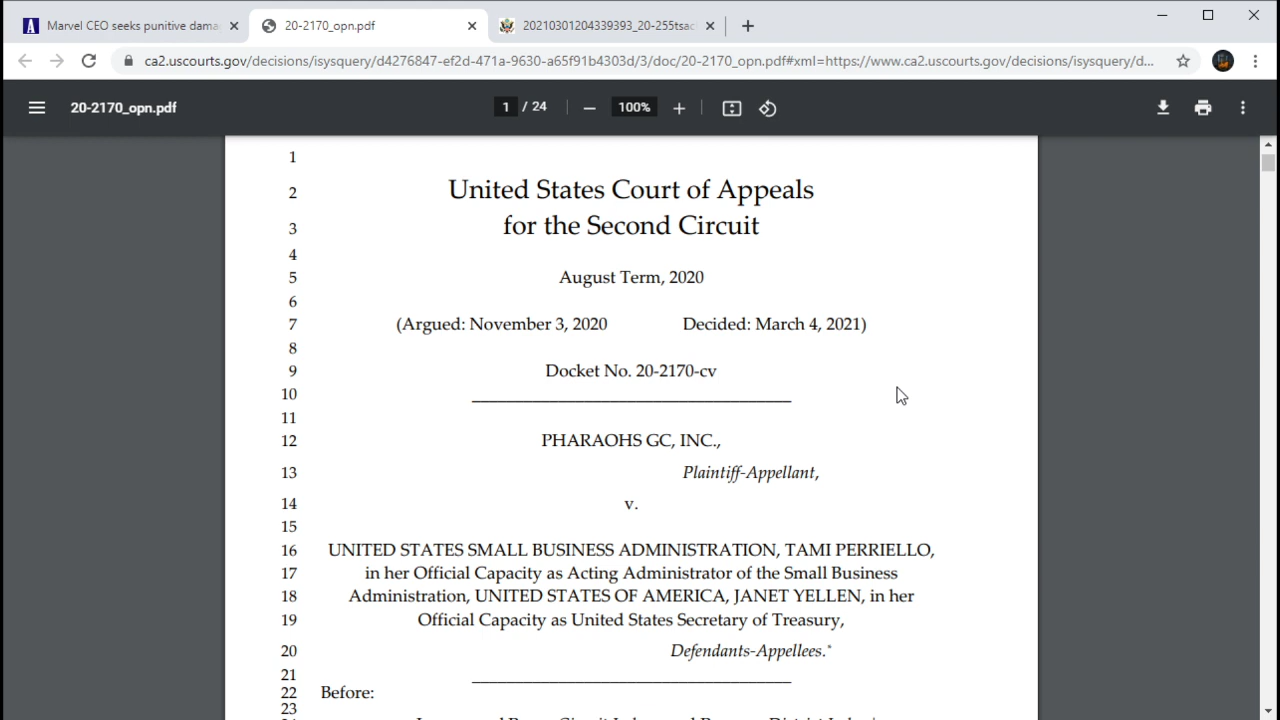 Marvel CEO seeks punitive dama
20-2170_opn.pdf
20210301204339393_20-255tsac
ca2.uscourts.gov/decisions/isysquery/d4276847-ef2d-471a-9630-a65f91b4303d/3/doc/20-2170_opn.pdf#xml=https://www.ca2.uscourts.gov/decisions/isysquery/d...
20-2170_opn.pdf
1 / 24
100%
1
2 United States Court of Appeals
3 for the Second Circuit
4
5 August Term, 2020
6
7 (Argued: November 3, 2020 Decided: March 4, 2021)
8
9 Docket No. 20-2170-cv
10
11
12 PHARAOHS GC, INC.,
13 Plaintiff-Appellant,
14 v.
15
16 UNITED STATES SMALL BUSINESS ADMINISTRATION, TAMI PERRIELLO,
17 in her Official Capacity as Acting Administrator of the Small Business
18 Administration, UNITED STATES OF AMERICA, JANET YELLEN, in her
19 Official Capacity as United States Secretary of Treasury,
20 Defendants-Appellees.*
21
22 Before:
23